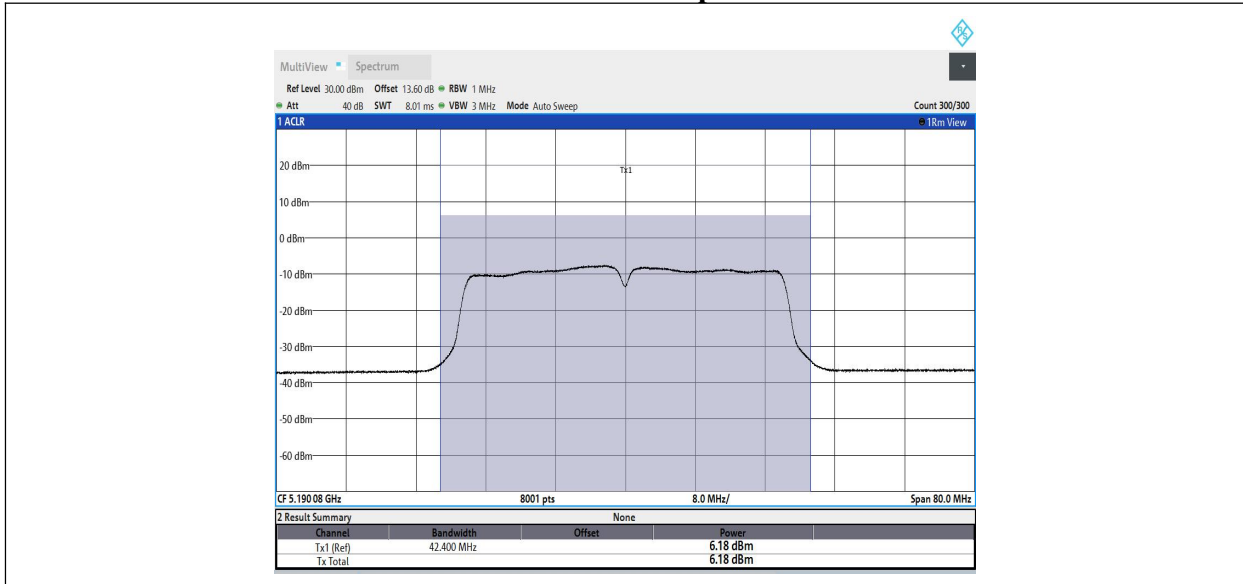 MultiView Spectrum
Ref Level 30.00 dBm Offset 13.60 dB RBW 1 MHz
Att 40 dB SWT 8.01 ms VBW 3 MHz Mode Auto Sweep Count 300/300
1 ACLR 1Rm View
20 dBm
Tx1
10 dBm
0 dBm
-10 dBm
-20 dBm
-30 dBm
-40 dBm
-50 dBm
-60 dBm
CF 5.190 08 GHz 8001 pts 8.0 MHz/ Span 80.0 MHz
2 Result Summary None
Channel Bandwidth Offset Power
Tx1 (Ref) 42.400 MHz 6.18 dBm
Tx Total 6.18 dBm